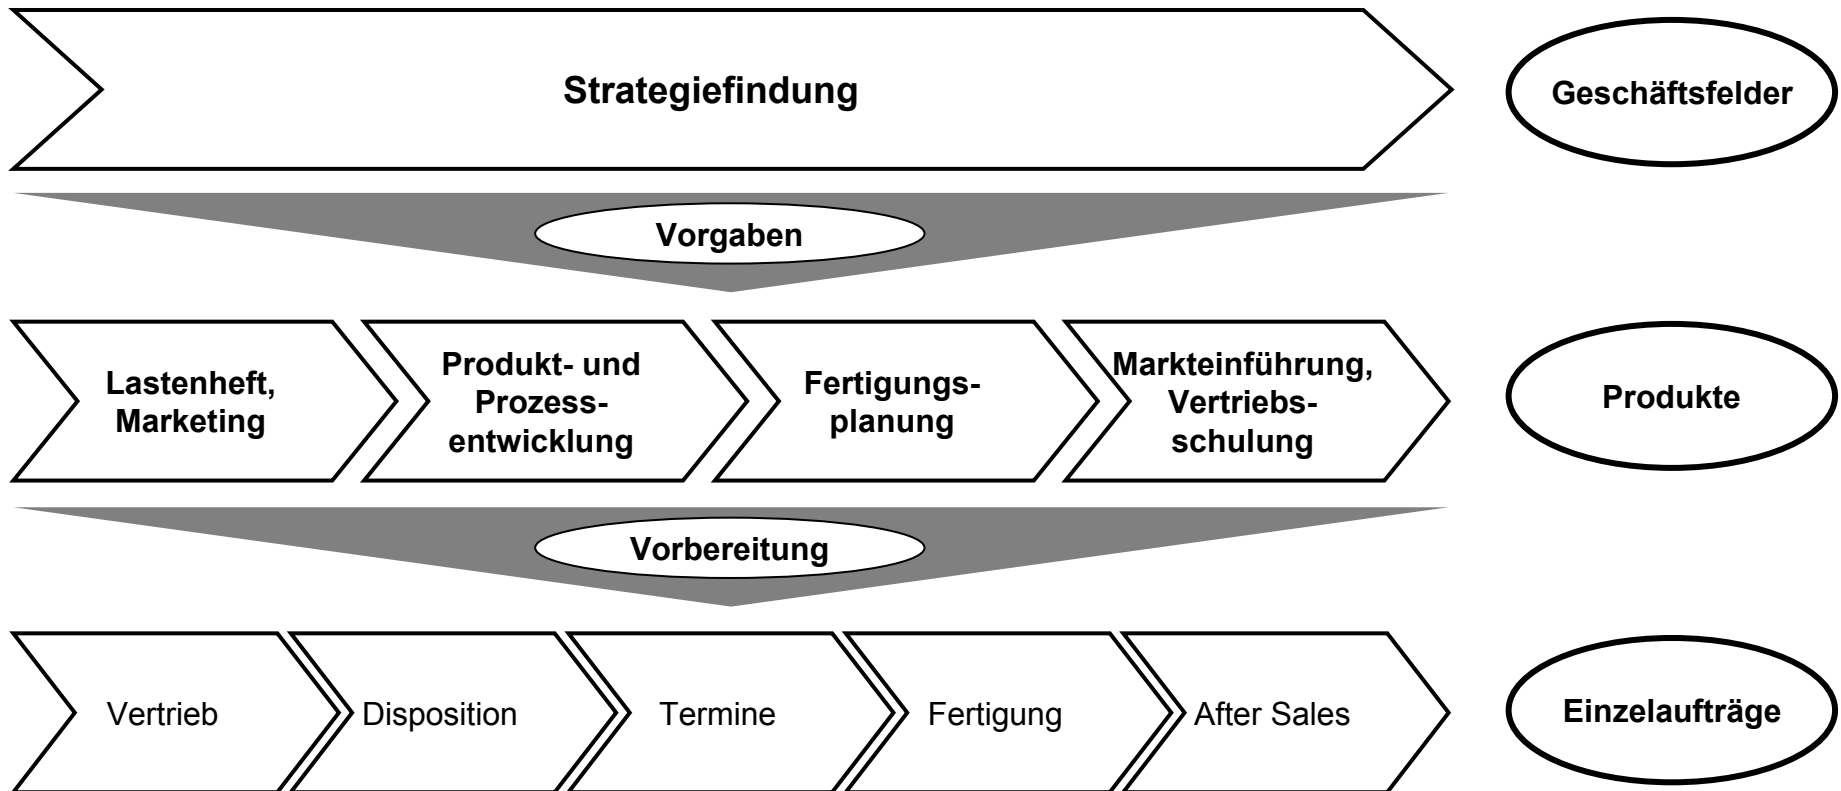 Strategiefindung
Geschäftsfelder
Vorgaben
Lastenheft,
Marketing
Produkt- und
Prozess-
entwicklung
Fertigungs-
planung
Markteinführung,
Vertriebs-
schulung
Produkte
Vorbereitung
Vertrieb
Disposition
Termine
Fertigung
After Sales
Einzelaufträge